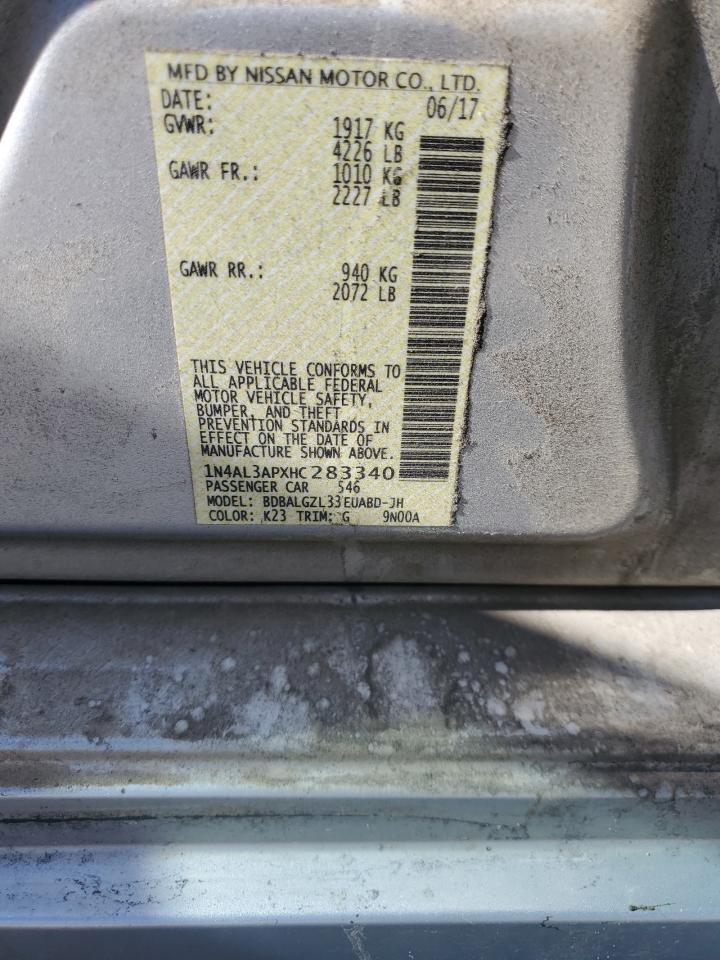 MFD BY NISSAN MOTOR CO., LTD.
DATE: 06/17
GVWR: 1917 KG
4226 LB
GAWR FR.: 1010 KG
2227 LB
GAWR RR.: 940 KG
2072 LB
THIS VEHICLE CONFORMS TO
ALL APPLICABLE FEDERAL
MOTOR VEHICLE SAFETY,
BUMPER, AND THEFT
PREVENTION STANDARDS IN
EFFECT ON THE DATE OF
MANUFACTURE SHOWN ABOVE.
1N4AL3APXHC283340
PASSENGER CAR 546
MODEL: BDBALGZL33EUABD-JH
COLOR: K23 TRIM: G 9N00A